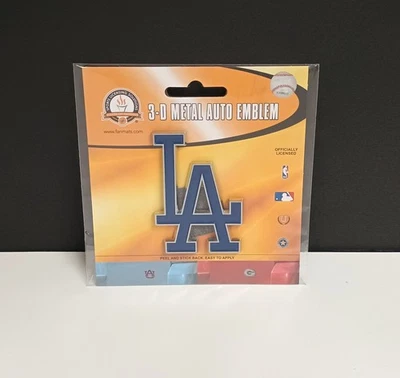 3-D METAL AUTO EMBLEM
www.fanmats.com
OFFICIALLY
LICENSED
LA
PEEL AND STICK BACK, EASY TO APPLY